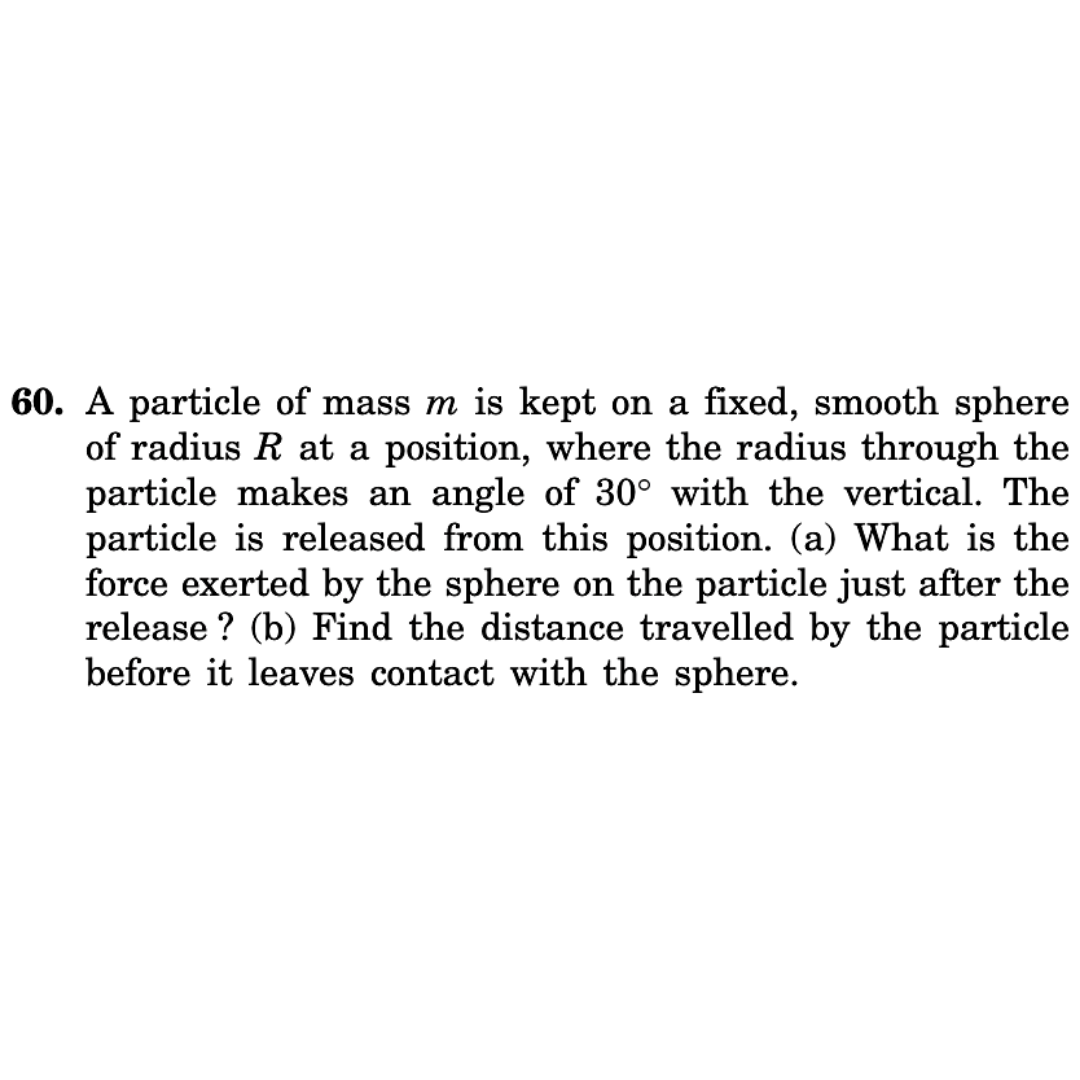 60. A particle of mass m is kept on a fixed, smooth sphere
of radius R at a position, where the radius through the
particle makes an angle of 30° with the vertical. The
particle is released from this position. (a) What is the
force exerted by the sphere on the particle just after the
release ? (b) Find the distance travelled by the particle
before it leaves contact with the sphere.